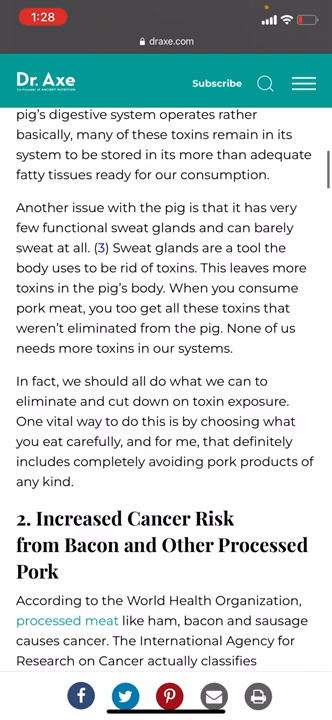 1:28
draxe.com
Dr. Axe
Subscribe
pig's digestive system operates rather
basically, many of these toxins remain in its
system to be stored in its more than adequate
fatty tissues ready for our consumption.
Another issue with the pig is that it has very
few functional sweat glands and can barely
sweat at all. (3) Sweat glands are a tool the
body uses to be rid of toxins. This leaves more
toxins in the pig's body. When you consume
pork meat, you too get all these toxins that
weren't eliminated from the pig. None of us
needs more toxins in our systems.
In fact, we should all do what we can to
eliminate and cut down on toxin exposure.
One vital way to do this is by choosing what
you eat carefully, and for me, that definitely
includes completely avoiding pork products of
any kind.
2. Increased Cancer Risk
from Bacon and Other Processed
Pork
According to the World Health Organization,
processed meat like ham, bacon and sausage
causes cancer. The International Agency for
Research on Cancer actually classifies